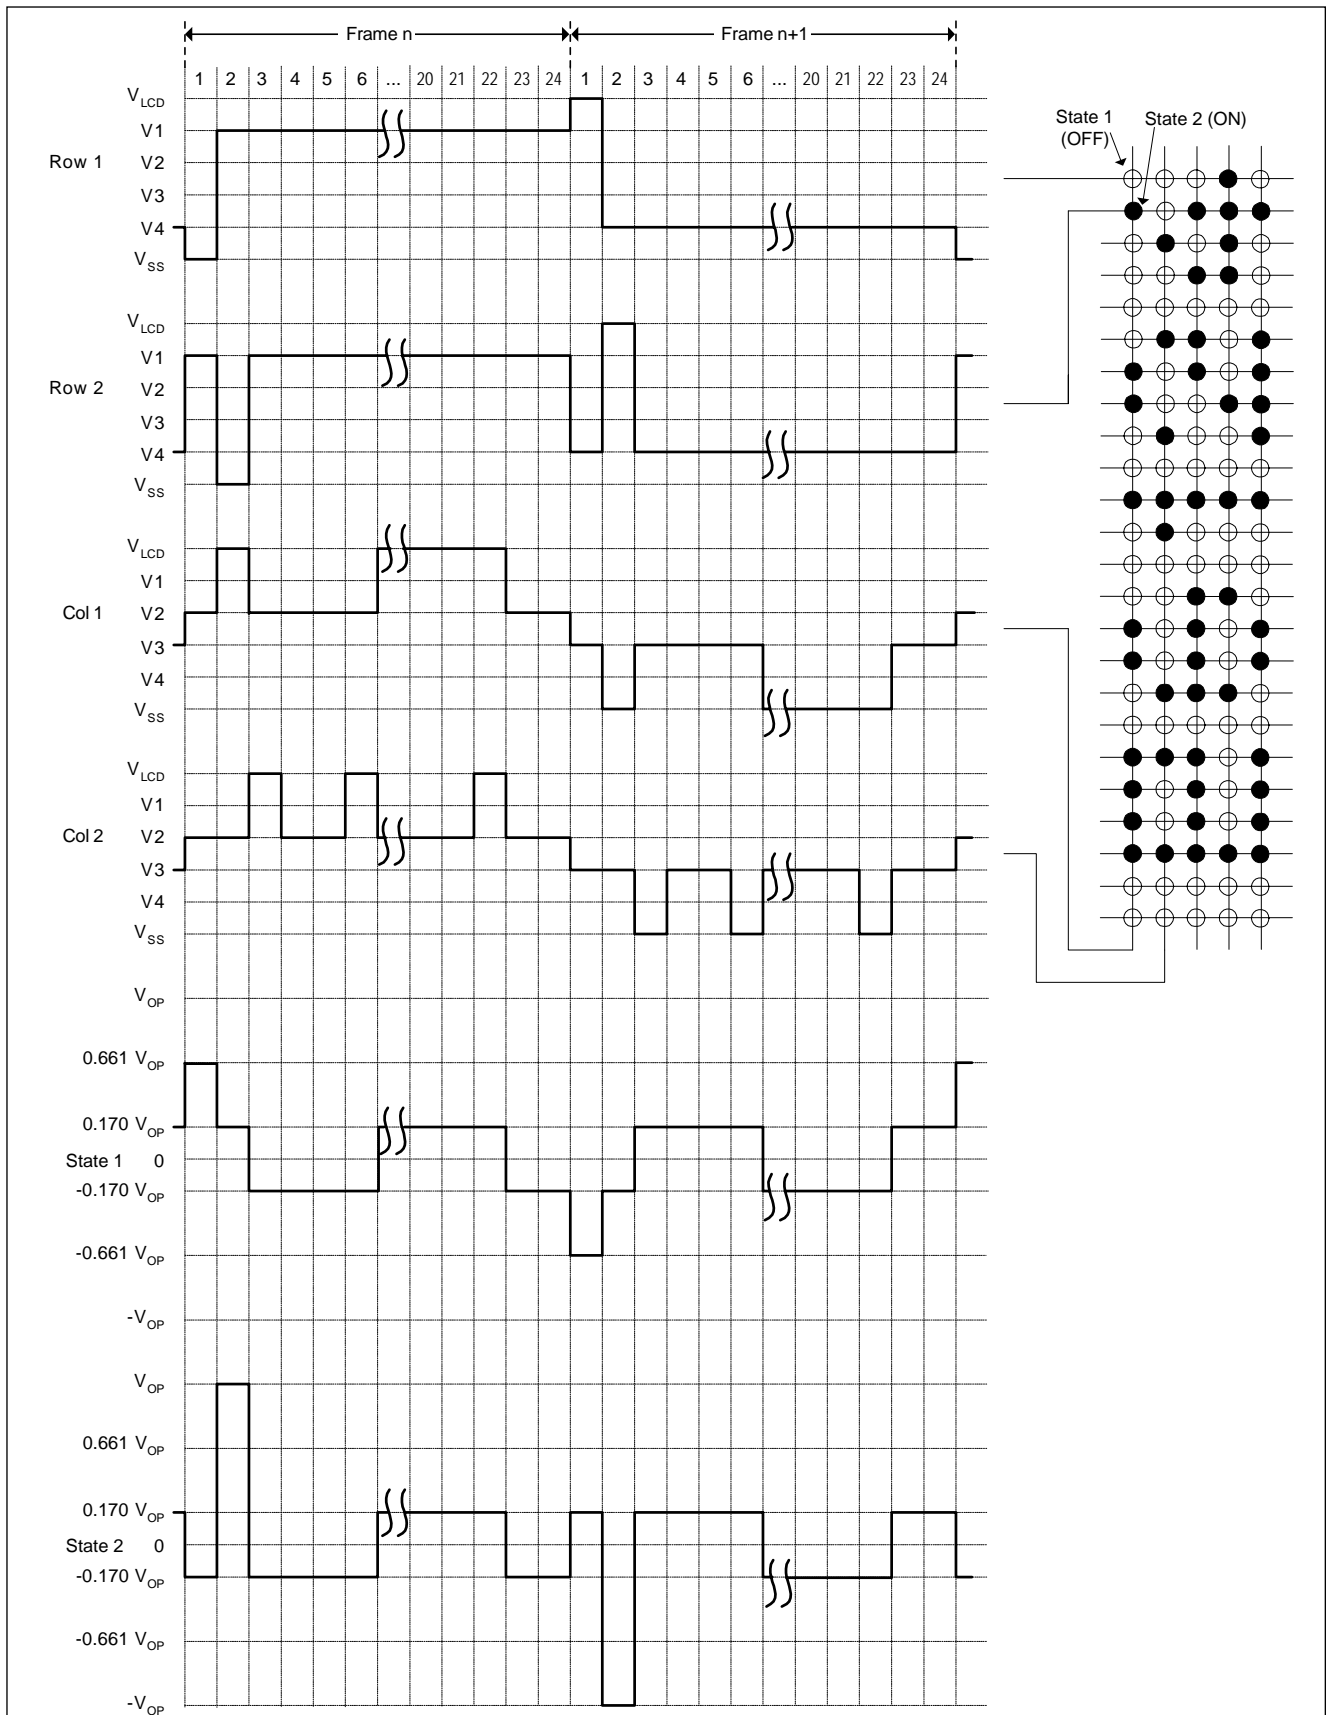 Frame n Frame n+1
1 2 3 4 5 6 ... 20 21 22 23 24 1 2 3 4 5 6 ... 20 21 22 23 24
VLCD
V1
Row 1 V2
V3
V4
VSS
State 1 (OFF)
State 2 (ON)
VLCD
V1
Row 2 V2
V3
V4
VSS
VLCD
V1
Col 1 V2
V3
V4
VSS
VLCD
V1
Col 2 V2
V3
V4
VSS
VOP
0.661 VOP
0.170 VOP
State 1 0
-0.170 VOP
-0.661 VOP
-VOP
VOP
0.661 VOP
0.170 VOP
State 2 0
-0.170 VOP
-0.661 VOP
-VOP